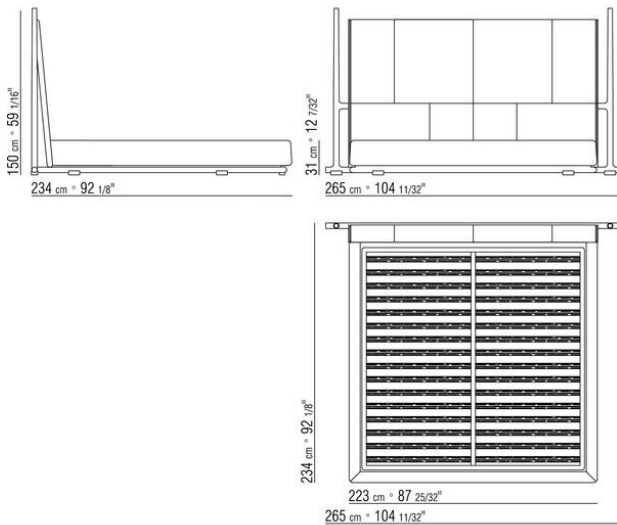 150 cm ° 59 1/16"
234 cm ° 92 1/8"
31 cm ° 12 7/32"
265 cm ° 104 11/32"
234 cm ° 92 1/8"
223 cm ° 87 25/32"
265 cm ° 104 11/32"